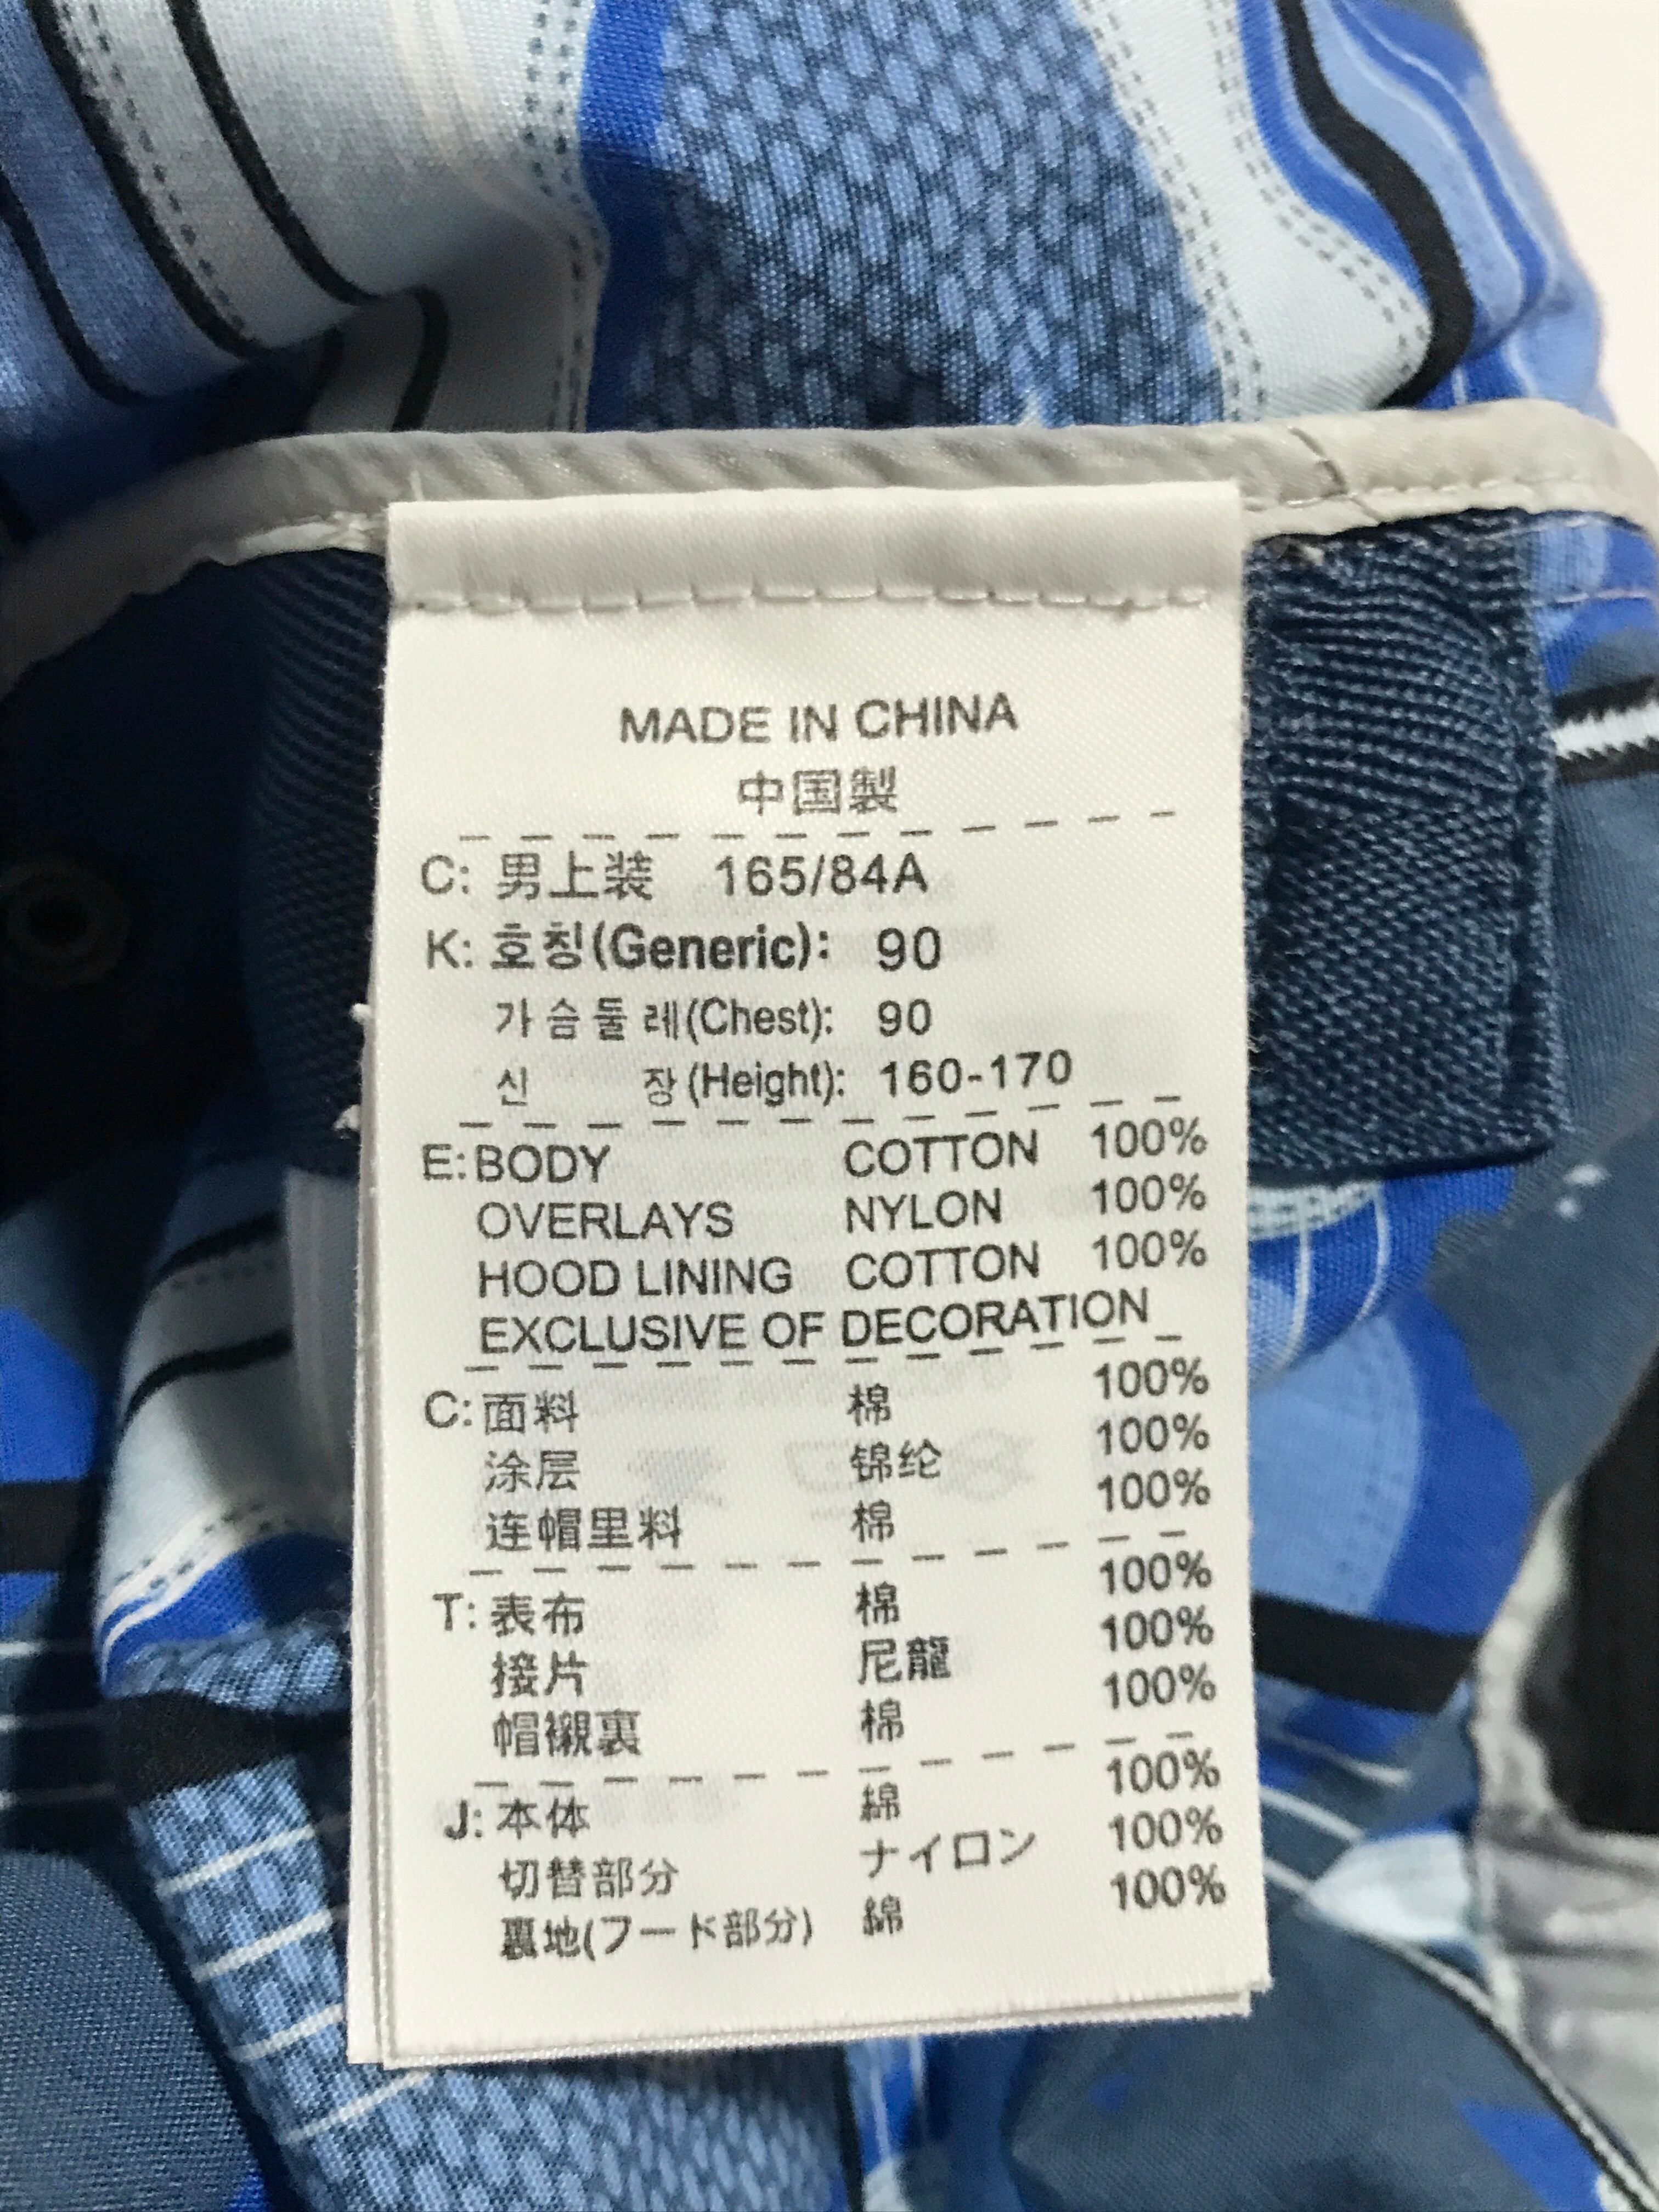 MADE IN CHINA
中国製
C: 男上装 165/84A
K: 호칭(Generic): 90
가슴둘레(Chest): 90
신 장(Height): 160-170
E: BODY COTTON 100%
OVERLAYS NYLON 100%
HOOD LINING COTTON 100%
EXCLUSIVE OF DECORATION
C: 面料 棉 100%
涂层 锦纶 100%
连帽里料 棉 100%
T: 表布 棉 100%
接片 尼龍 100%
帽襯裏 棉 100%
J: 本体 綿 100%
切替部分 ナイロン 100%
裏地(フード部分) 綿 100%